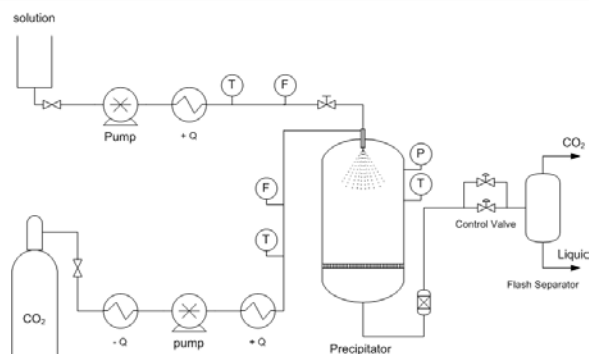 solution
T
F
Pump
+ Q
P
T
CO₂
Control Valve
Liquid
Flash Separator
F
T
CO₂
- Q
pump
+ Q
Precipitator